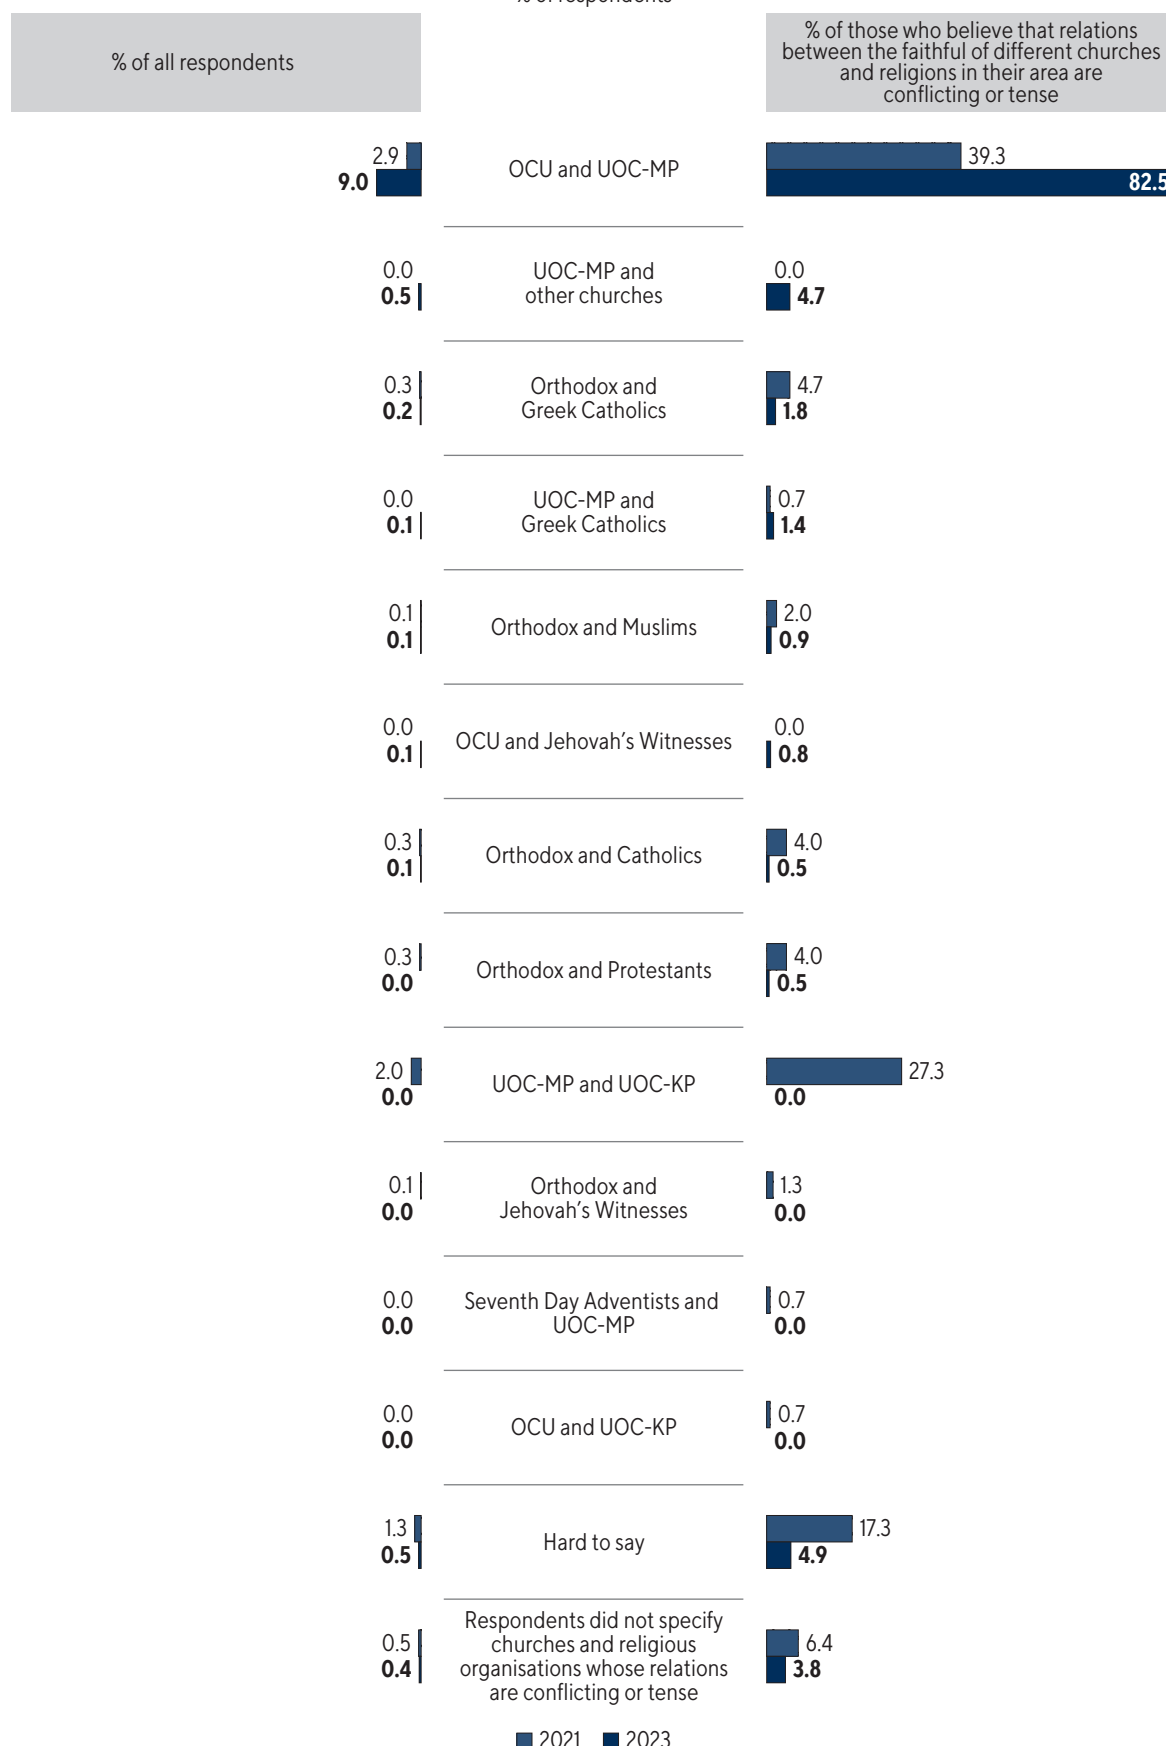 % of respondents
% of all respondents
% of those who believe that relations
between the faithful of different churches
and religions in their area are
conflicting or tense
2.9
9.0
OCU and UOC-MP
39.3
82.5
0.0
0.5
UOC-MP and
other churches
0.0
4.7
0.3
0.2
Orthodox and
Greek Catholics
4.7
1.8
0.0
0.1
UOC-MP and
Greek Catholics
0.7
1.4
0.1
0.1
Orthodox and Muslims
2.0
0.9
0.0
0.1
OCU and Jehovah’s Witnesses
0.0
0.8
0.3
0.1
Orthodox and Catholics
4.0
0.5
0.3
0.0
Orthodox and Protestants
4.0
0.5
2.0
0.0
UOC-MP and UOC-KP
27.3
0.0
0.1
0.0
Orthodox and
Jehovah’s Witnesses
1.3
0.0
0.0
0.0
Seventh Day Adventists and
UOC-MP
0.7
0.0
0.0
0.0
OCU and UOC-KP
0.7
0.0
1.3
0.5
Hard to say
17.3
4.9
0.5
0.4
Respondents did not specify
churches and religious
organisations whose relations
are conflicting or tense
6.4
3.8
2021 2023